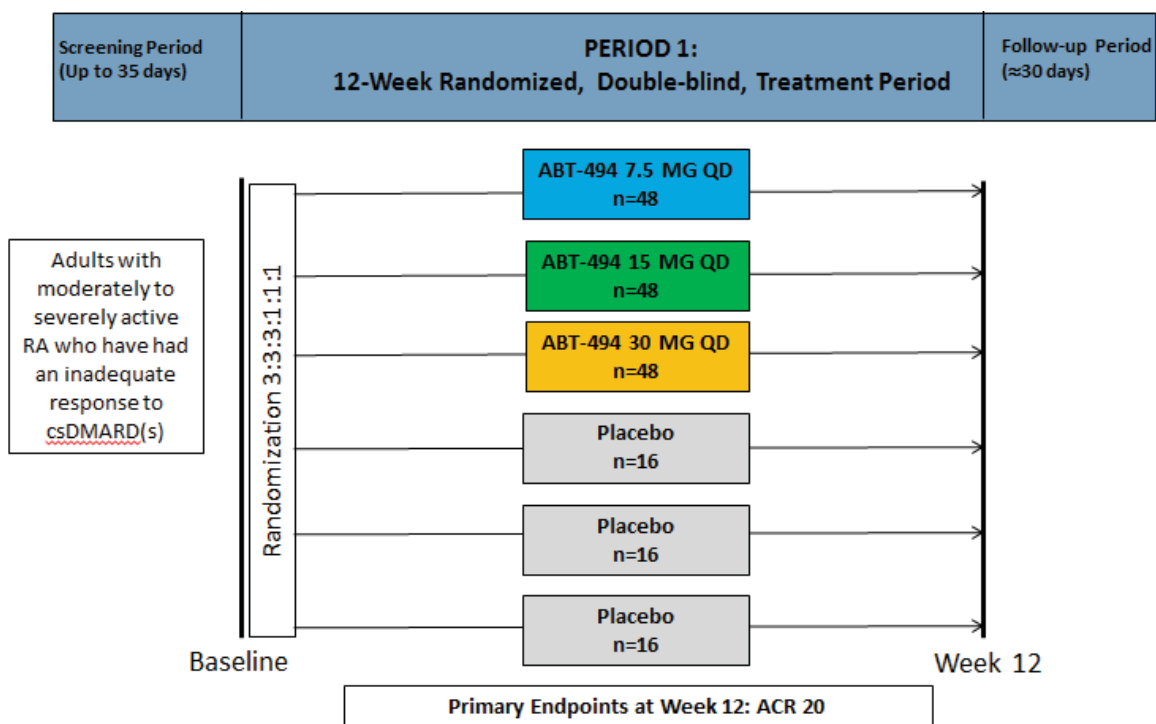 Screening Period
(Up to 35 days)
PERIOD 1:
12-Week Randomized, Double-blind, Treatment Period
Follow-up Period
(≈30 days)
Adults with
moderately to
severely active
RA who have had
an inadequate
response to
csDMARD(s)
Randomization 3:3:3:1:1:1
ABT-494 7.5 MG QD
n=48
ABT-494 15 MG QD
n=48
ABT-494 30 MG QD
n=48
Placebo
n=16
Placebo
n=16
Placebo
n=16
Baseline
Week 12
Primary Endpoints at Week 12: ACR 20